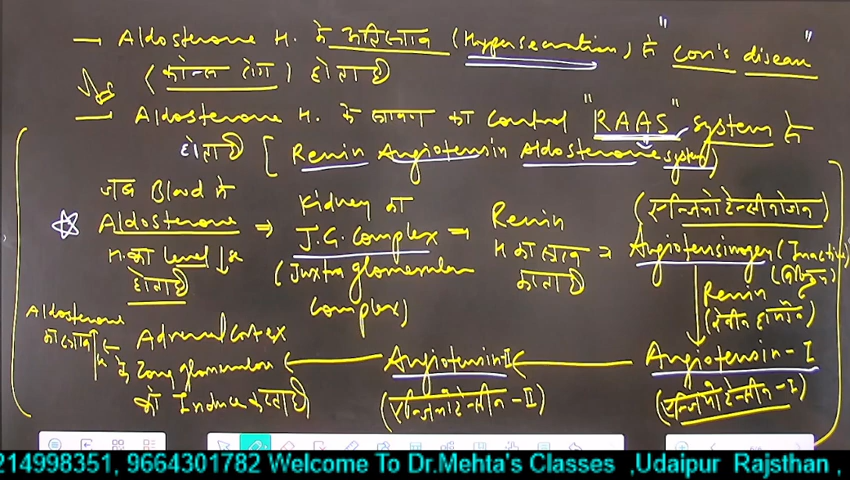 — Aldosterone H. के अतिस्राव (Hypersecretion) से "Con's disease"
(कोन्स रोग) होता है
— Aldosterone H. के स्रावण का control "RAAS" system से
होता है [Renin Angiotensin Aldosterone system)
जब Blood में
Aldosterone
H. का level ↓
होता है
⇒ Kidney का
J.G. Complex
(Juxta glomerular
Complex)
Renin
H का स्राव
करता है
(एन्जियोटेन्सीनोजन)
Angiotensinogen (Inactive)
Renin
(रेनीन हार्मोन)
Angiotensin-I
(एन्जियोटेन्सीन-I)
Angiotensin II
(एन्जियोटेन्सीन-II)
Adrenal Cortex
के Zona glomerulosa
को Induce करता है
Aldosterone
का स्राव
214998351, 9664301782 Welcome To Dr.Mehta's Classes ,Udaipur Rajsthan ,